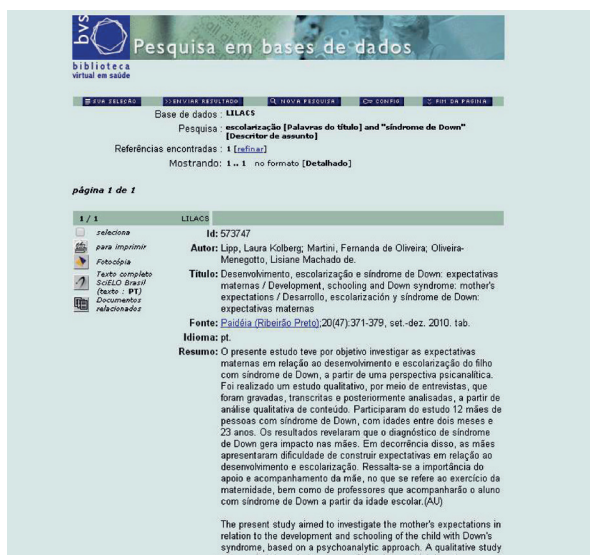 bvs
Pesquisa em bases de dados
biblioteca
virtual em saúde
SUA SELEÇÃO >>ENVIAR RESULTADO NOVA PESQUISA CONFIG FIM DA PÁGINA
Base de dados : LILACS
Pesquisa : escolarização [Palavras do título] and "síndrome de Down"
[Descritor de assunto]
Referências encontradas : 1 [refinar]
Mostrando: 1 .. 1 no formato [Detalhado]
página 1 de 1
1 / 1 LILACS
seleciona
para imprimir
Fotocópia
Texto completo
SciELO Brasil
(texto : PT)
Documentos
relacionados
Id: 573747
Autor: Lipp, Laura Kolberg; Martini, Fernanda de Oliveira; Oliveira-
Menegotto, Lisiane Machado de.
Título: Desenvolvimento, escolarização e síndrome de Down: expectativas
maternas / Development, schooling and Down syndrome: mother's
expectations / Desarrollo, escolarización y síndrome de Down:
expectativas maternas
Fonte: Paidéia (Ribeirão Preto);20(47):371-379, set.-dez. 2010. tab.
Idioma: pt.
Resumo: O presente estudo teve por objetivo investigar as expectativas
maternas em relação ao desenvolvimento e escolarização do filho
com síndrome de Down, a partir de uma perspectiva psicanalítica.
Foi realizado um estudo qualitativo, por meio de entrevistas, que
foram gravadas, transcritas e posteriormente analisadas, a partir de
análise qualitativa de conteúdo. Participaram do estudo 12 mães de
pessoas com síndrome de Down, com idades entre dois meses e
23 anos. Os resultados revelaram que o diagnóstico de síndrome
de Down gera impacto nas mães. Em decorrência disso, as mães
apresentaram dificuldade de construir expectativas em relação ao
desenvolvimento e escolarização. Ressalta-se a importância do
apoio e acompanhamento da mãe, no que se refere ao exercício da
maternidade, bem como de professores que acompanharão o aluno
com síndrome de Down a partir da idade escolar.(AU)
The present study aimed to investigate the mother's expectations in
relation to the development and schooling of the child with Down's
syndrome, based on a psychoanalytic approach. A qualitative study